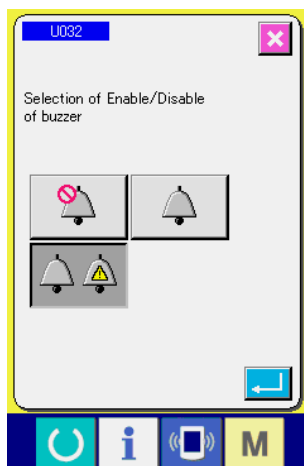 U032
Selection of Enable/Disable
of buzzer
i
M